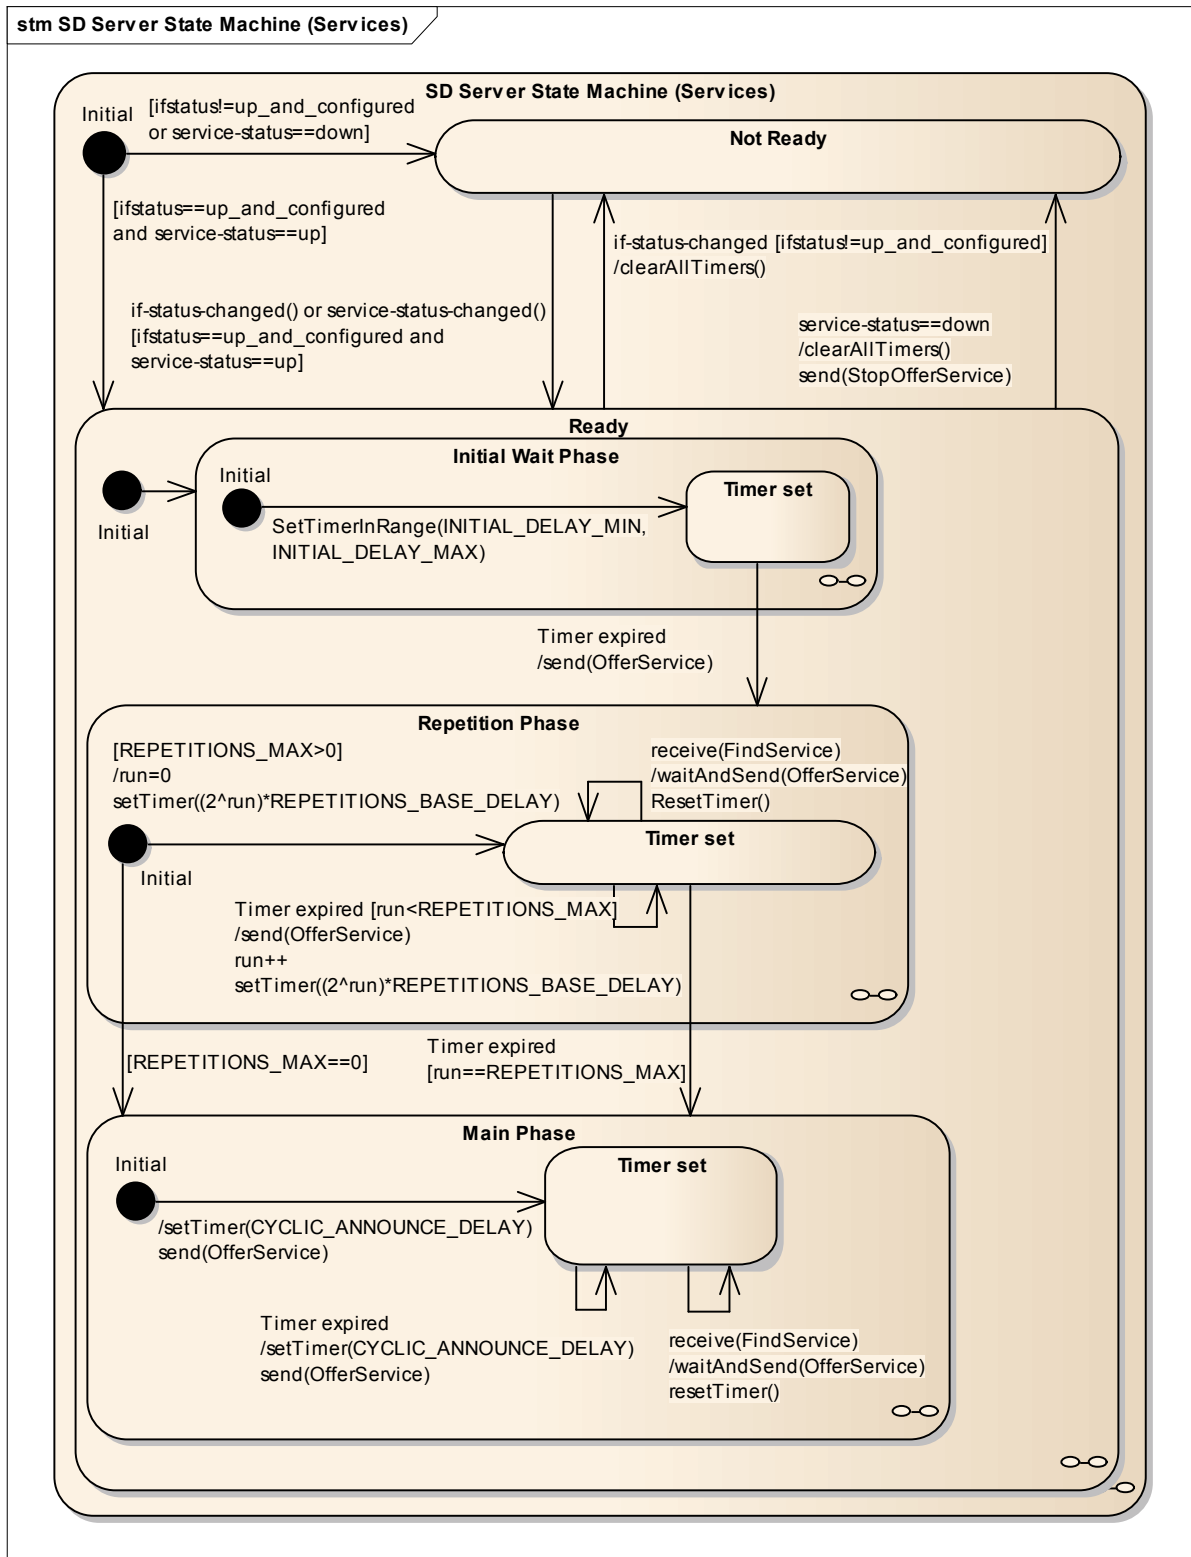 stm SD Server State Machine (Services)
SD Server State Machine (Services)
Initial
[ifstatus!=up_and_configured
or service-status==down]
Not Ready
[ifstatus==up_and_configured
and service-status==up]
if-status-changed [ifstatus!=up_and_configured]
/clearAllTimers()
if-status-changed() or service-status-changed()
[ifstatus==up_and_configured and
service-status==up]
service-status==down
/clearAllTimers()
send(StopOfferService)
Ready
Initial
Initial Wait Phase
Initial
Timer set
SetTimerInRange(INITIAL_DELAY_MIN,
INITIAL_DELAY_MAX)
Timer expired
/send(OfferService)
Repetition Phase
[REPETITIONS_MAX>0]
/run=0
setTimer((2^run)*REPETITIONS_BASE_DELAY)
receive(FindService)
/waitAndSend(OfferService)
ResetTimer()
Timer set
Initial
Timer expired [run<REPETITIONS_MAX]
/send(OfferService)
run++
setTimer((2^run)*REPETITIONS_BASE_DELAY)
[REPETITIONS_MAX==0]
Timer expired
[run==REPETITIONS_MAX]
Main Phase
Initial
Timer set
/setTimer(CYCLIC_ANNOUNCE_DELAY)
send(OfferService)
Timer expired
/setTimer(CYCLIC_ANNOUNCE_DELAY)
send(OfferService)
receive(FindService)
/waitAndSend(OfferService)
resetTimer()